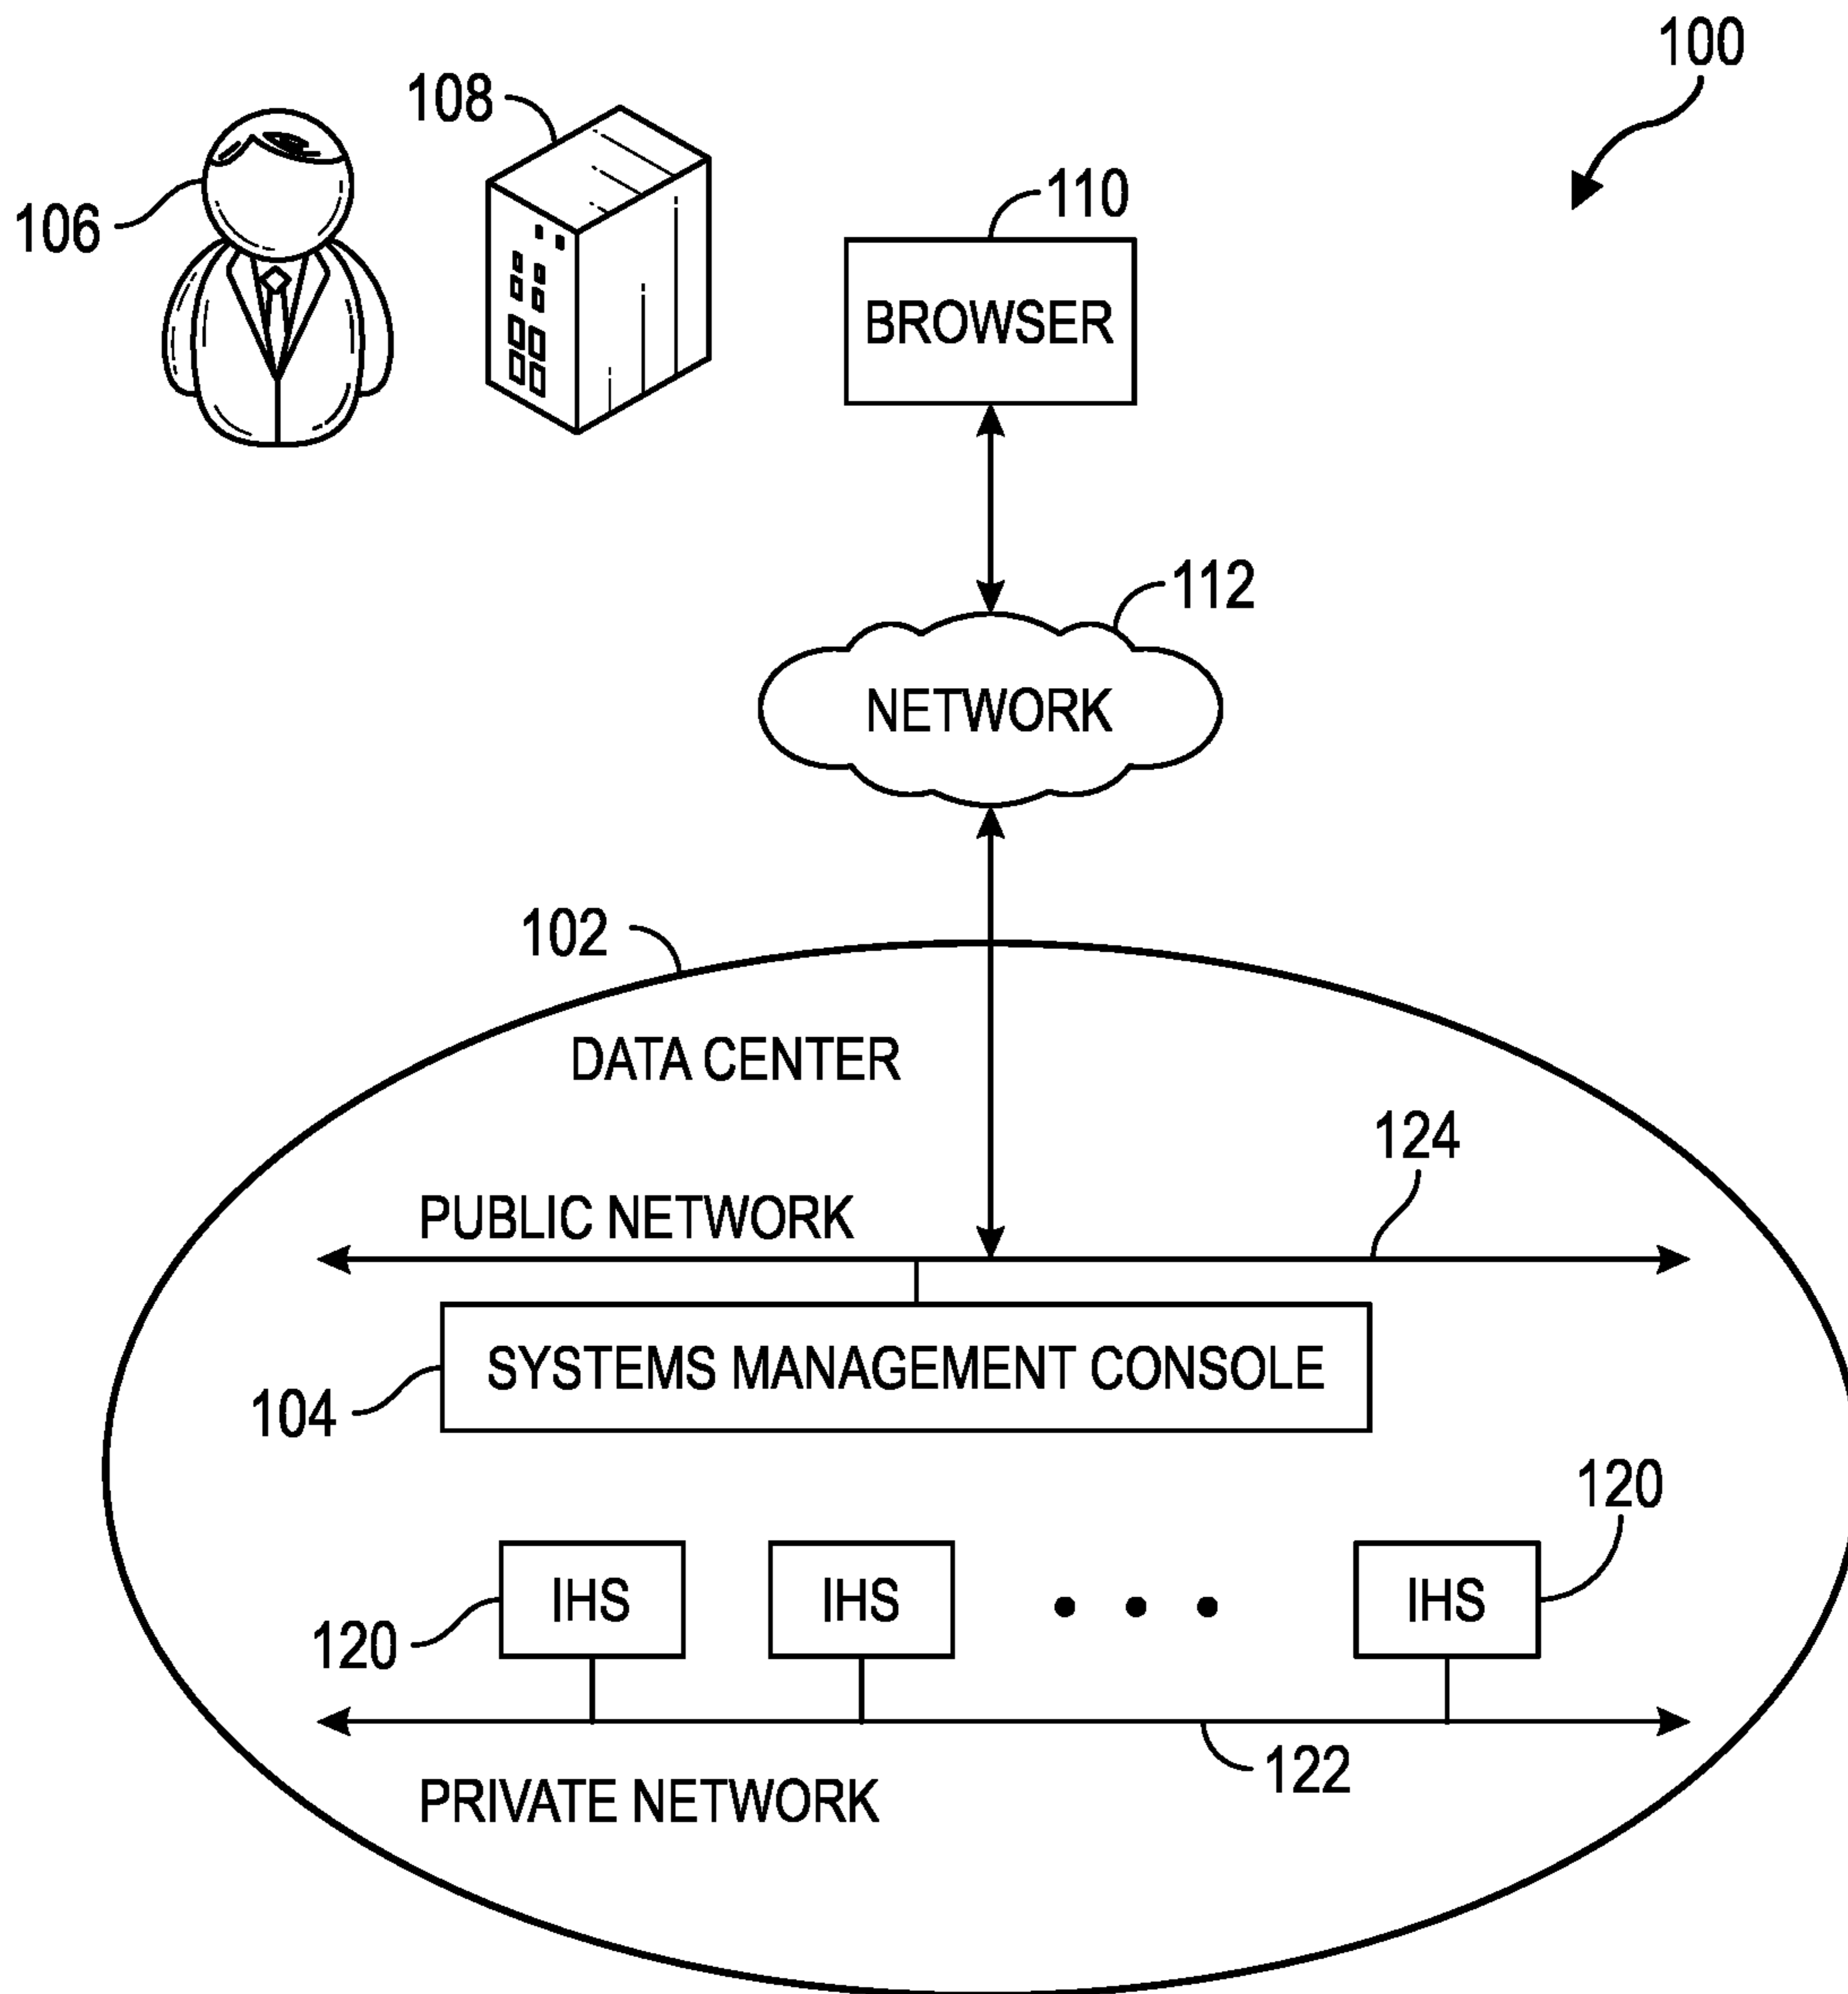 100
108
106
110
BROWSER
112
NETWORK
102
DATA CENTER
124
PUBLIC NETWORK
SYSTEMS MANAGEMENT CONSOLE
104
120
IHS
IHS
IHS
120
122
PRIVATE NETWORK